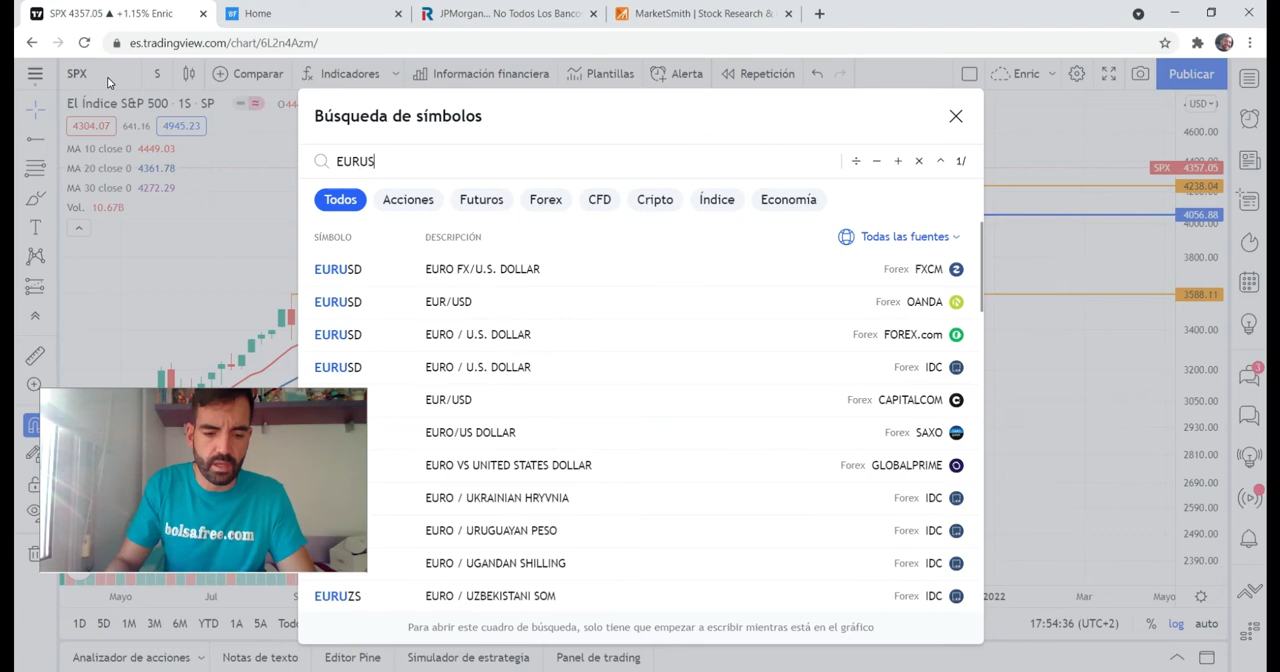 SPX 4357.05 ▲ +1.15% Enric
Home
JPMorgan... No Todos Los Banco
MarketSmith | Stock Research &
es.tradingview.com/chart/6L2n4Azm/
SPX
S
Comparar
Indicadores
Información financiera
Plantillas
Alerta
Repetición
Enric
Publicar
El Índice S&P 500 · 1S · SP
4304.07 641.16 4945.23
MA 10 close 0 4449.03
MA 20 close 0 4361.78
MA 30 close 0 4272.29
Vol. 10.67B
Búsqueda de símbolos
EURUS
÷ − + × ^ 1/
Todos Acciones Futuros Forex CFD Cripto Índice Economía
SÍMBOLO DESCRIPCIÓN Todas las fuentes
EURUSD EURO FX/U.S. DOLLAR Forex FXCM
EURUSD EUR/USD Forex OANDA
EURUSD EURO / U.S. DOLLAR Forex FOREX.com
EURUSD EURO / U.S. DOLLAR Forex IDC
EUR/USD Forex CAPITALCOM
EURO/US DOLLAR Forex SAXO
EURO VS UNITED STATES DOLLAR Forex GLOBALPRIME
EURO / UKRAINIAN HRYVNIA Forex IDC
EURO / URUGUAYAN PESO Forex IDC
EURO / UGANDAN SHILLING Forex IDC
EURUZS EURO / UZBEKISTANI SOM Forex IDC
Para abrir este cuadro de búsqueda, solo tiene que empezar a escribir mientras está en el gráfico
USD
4600.00
SPX 4357.05
4238.04
4056.88
4000.00
3800.00
3588.11
3400.00
3200.00
3050.00
2930.00
2810.00
2690.00
2590.00
2490.00
2390.00
3
bolsafree.com
Mayo Jul 2022 Mar Mayo
1D 5D 1M 3M 6M YTD 1A 5A
17:54:36 (UTC+2) % log auto
Analizador de acciones Notas de texto Editor Pine Simulador de estrategia Panel de trading